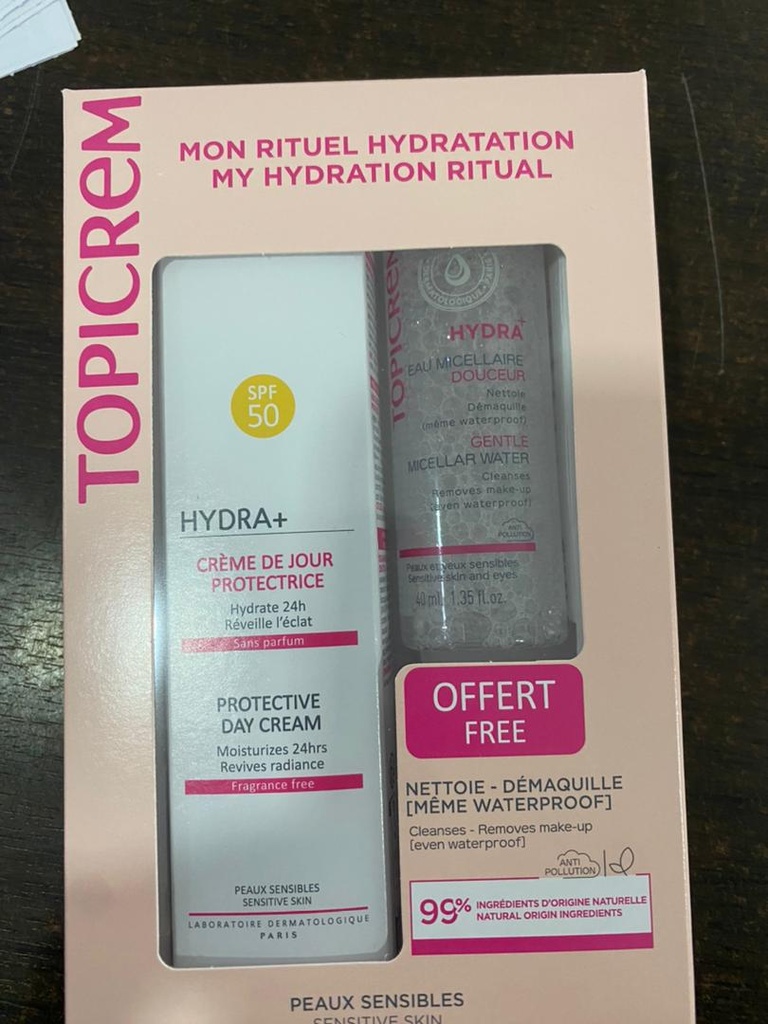 TOPICREM
MON RITUEL HYDRATATION
MY HYDRATION RITUAL
SPF
50
HYDRA+
CRÈME DE JOUR
PROTECTRICE
Hydrate 24h
Réveille l'éclat
Sans parfum
PROTECTIVE
DAY CREAM
Moisturizes 24hrs
Revives radiance
Fragrance free
PEAUX SENSIBLES
SENSITIVE SKIN
LABORATOIRE DERMATOLOGIQUE
PARIS
TOPICREM
HYDRA+
EAU MICELLAIRE
DOUCEUR
Nettoie
Démaquille
(même waterproof)
GENTLE
MICELLAR WATER
Cleanses
Removes make-up
(even waterproof)
ANTI
POLLUTION
Peaux et yeux sensibles
Sensitive skin and eyes
40 ml 1.35 fl.oz.
OFFERT
FREE
NETTOIE - DÉMAQUILLE
[MÊME WATERPROOF]
Cleanses - Removes make-up
[even waterproof]
ANTI
POLLUTION
99% INGRÉDIENTS D'ORIGINE NATURELLE
NATURAL ORIGIN INGREDIENTS
PEAUX SENSIBLES
SENSITIVE SKIN